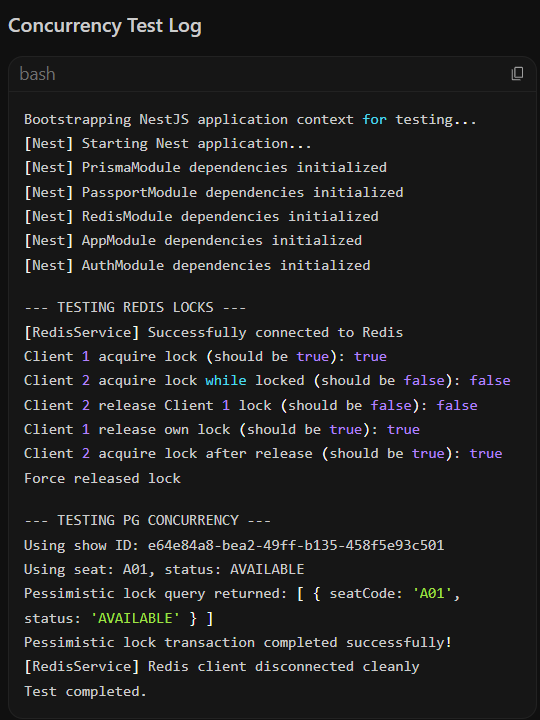 Concurrency Test Log
bash
Bootstrapping NestJS application context for testing...
[Nest] Starting Nest application...
[Nest] PrismaModule dependencies initialized
[Nest] PassportModule dependencies initialized
[Nest] RedisModule dependencies initialized
[Nest] AppModule dependencies initialized
[Nest] AuthModule dependencies initialized
--- TESTING REDIS LOCKS ---
[RedisService] Successfully connected to Redis
Client 1 acquire lock (should be true): true
Client 2 acquire lock while locked (should be false): false
Client 2 release Client 1 lock (should be false): false
Client 1 release own lock (should be true): true
Client 2 acquire lock after release (should be true): true
Force released lock
--- TESTING PG CONCURRENCY ---
Using show ID: e64e84a8-bea2-49ff-b135-458f5e93c501
Using seat: A01, status: AVAILABLE
Pessimistic lock query returned: [ { seatCode: 'A01',
status: 'AVAILABLE' } ]
Pessimistic lock transaction completed successfully!
[RedisService] Redis client disconnected cleanly
Test completed.